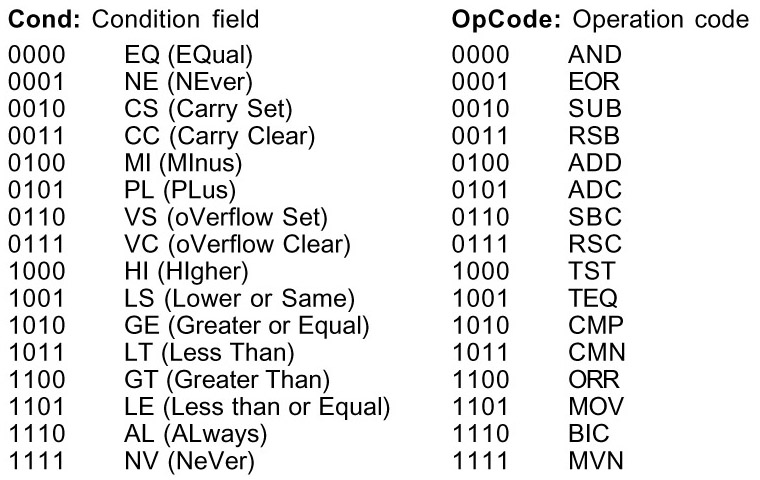 Cond: Condition field OpCode: Operation code
0000 EQ (EQual) 0000 AND
0001 NE (NEver) 0001 EOR
0010 CS (Carry Set) 0010 SUB
0011 CC (Carry Clear) 0011 RSB
0100 MI (MInus) 0100 ADD
0101 PL (PLus) 0101 ADC
0110 VS (oVerflow Set) 0110 SBC
0111 VC (oVerflow Clear) 0111 RSC
1000 HI (HIgher) 1000 TST
1001 LS (Lower or Same) 1001 TEQ
1010 GE (Greater or Equal) 1010 CMP
1011 LT (Less Than) 1011 CMN
1100 GT (Greater Than) 1100 ORR
1101 LE (Less than or Equal) 1101 MOV
1110 AL (ALways) 1110 BIC
1111 NV (NeVer) 1111 MVN